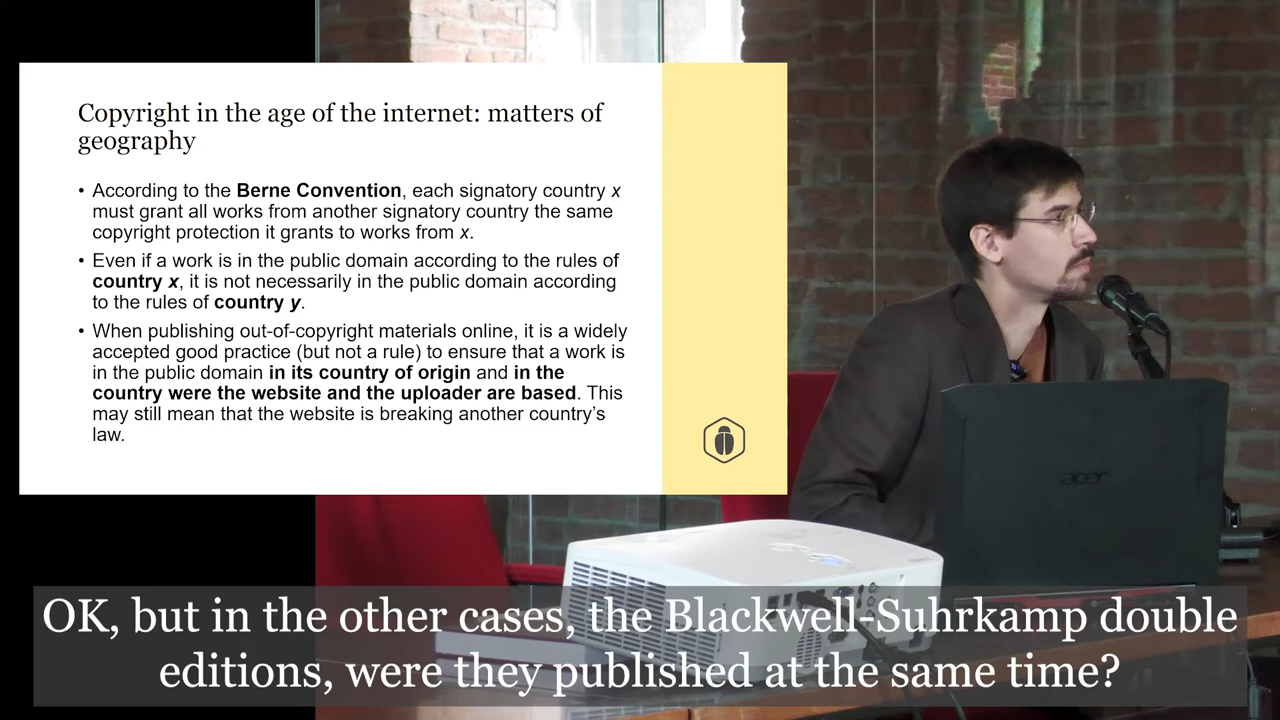 Copyright in the age of the internet: matters of
geography
• According to the Berne Convention, each signatory country x
must grant all works from another signatory country the same
copyright protection it grants to works from x.
• Even if a work is in the public domain according to the rules of
country x, it is not necessarily in the public domain according
to the rules of country y.
• When publishing out-of-copyright materials online, it is a widely
accepted good practice (but not a rule) to ensure that a work is
in the public domain in its country of origin and in the
country were the website and the uploader are based. This
may still mean that the website is breaking another country's
law.
acer
OK, but in the other cases, the Blackwell-Suhrkamp double
editions, were they published at the same time?